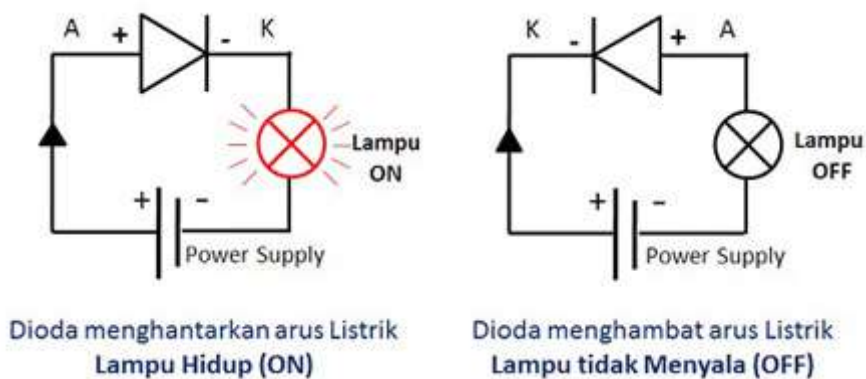 A + - K
Lampu
ON
+ -
Power Supply
Dioda menghantarkan arus Listrik
Lampu Hidup (ON)
K - + A
Lampu
OFF
+ -
Power Supply
Dioda menghambat arus Listrik
Lampu tidak Menyala (OFF)